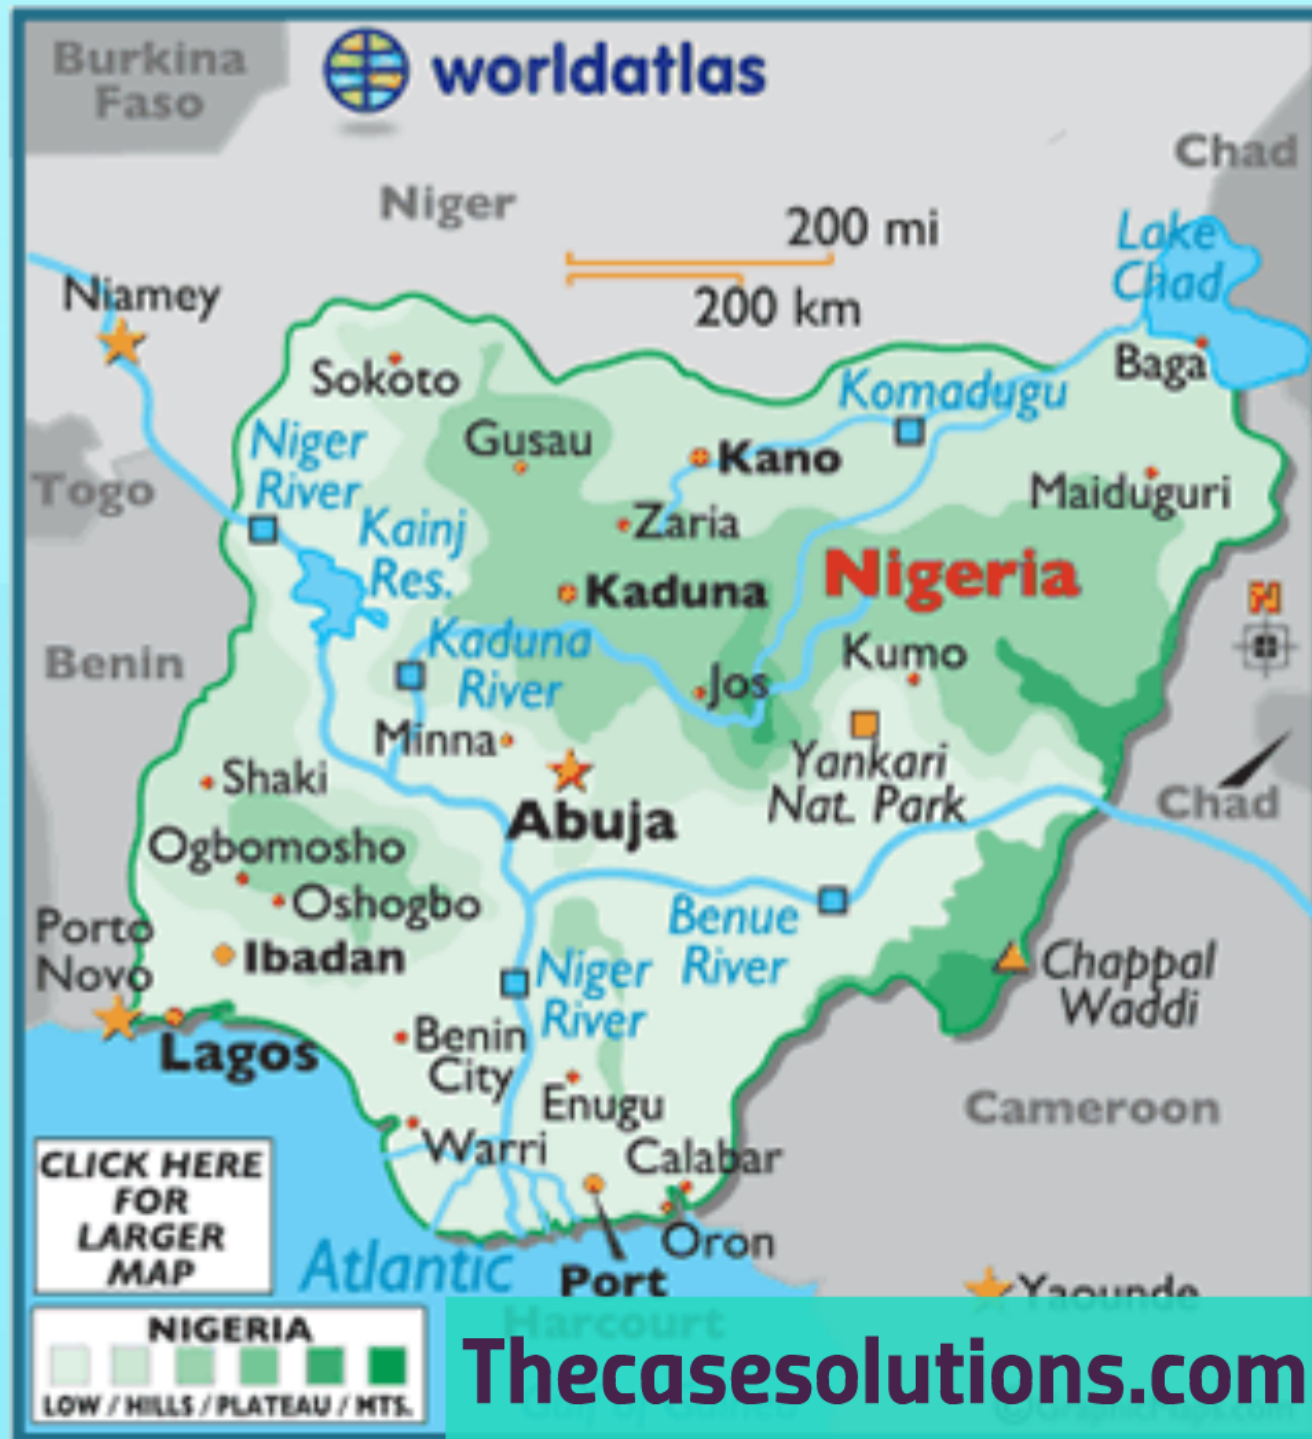 Burkina
Faso
worldatlas
Chad
Niger
200 mi
200 km
Lake
Chad
Niamey
Baga
Sokoto
Komadugu
Gusau
Niger
River
Kano
Togo
Maiduguri
Zaria
Kainj
Res.
Nigeria
Kaduna
N
Kaduna
River
Kumo
Benin
Jos
Minna
Yankari
Nat. Park
Shaki
Abuja
Chad
Ogbomosho
Oshogbo
Benue
River
Porto
Novo
Ibadan
Niger
River
Chappal
Waddi
Lagos
Benin
City
Enugu
Cameroon
Warri
Calabar
CLICK HERE
FOR
LARGER
MAP
Oron
Atlantic
Port
Harcourt
Yaounde
NIGERIA
LOW / HILLS / PLATEAU / MTS.
Thecasesolutions.com